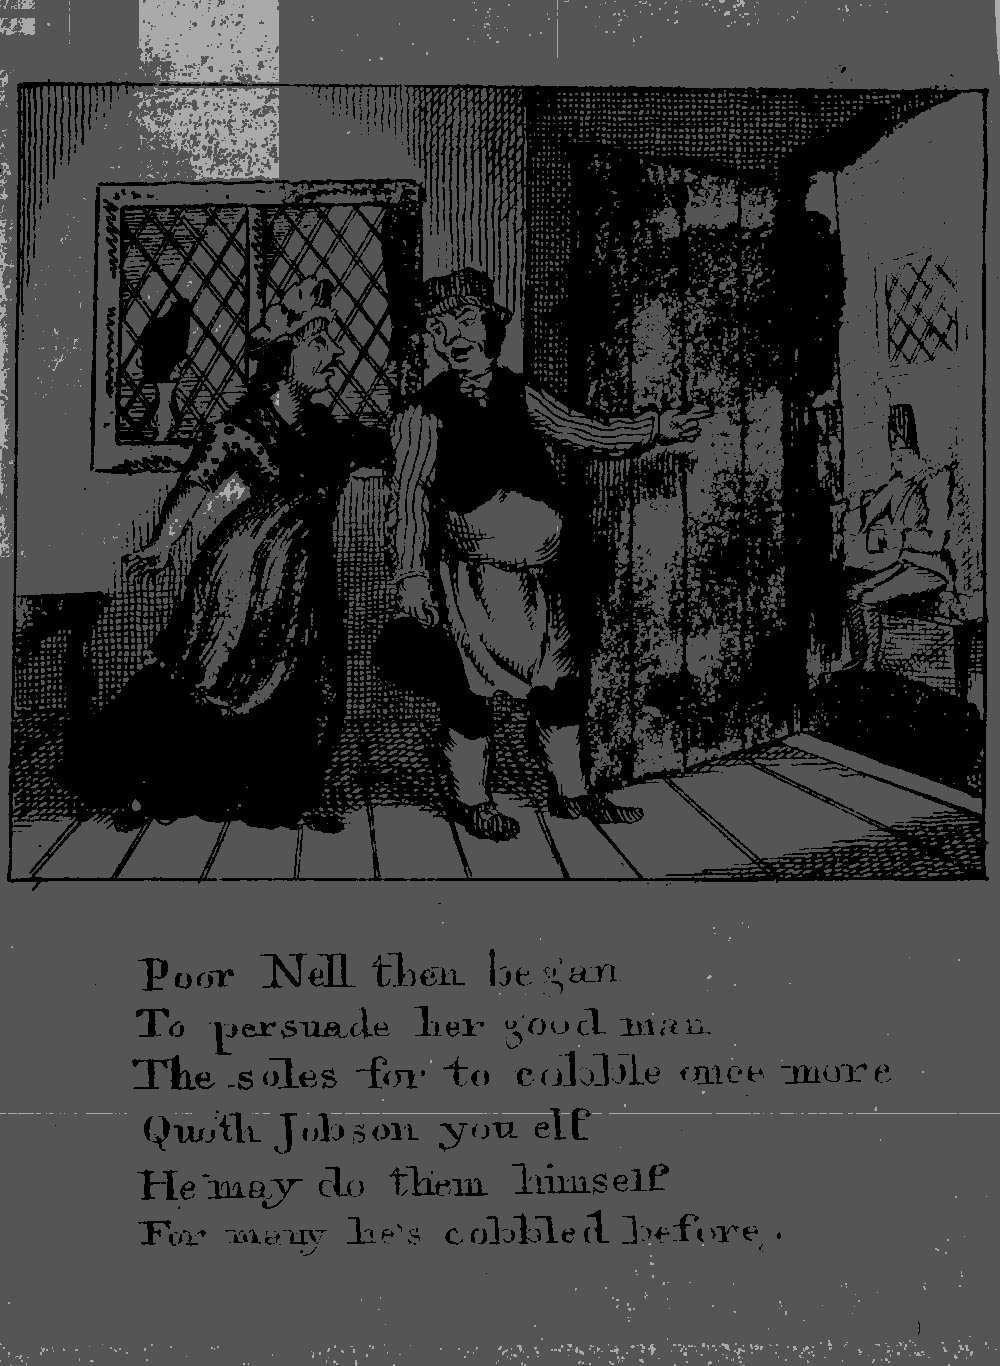 Poor Nell then began
To persuade her good man
The soles for to cobble once more
Quoth Jobson you elf
He may do them himself
For many he's cobbled before.